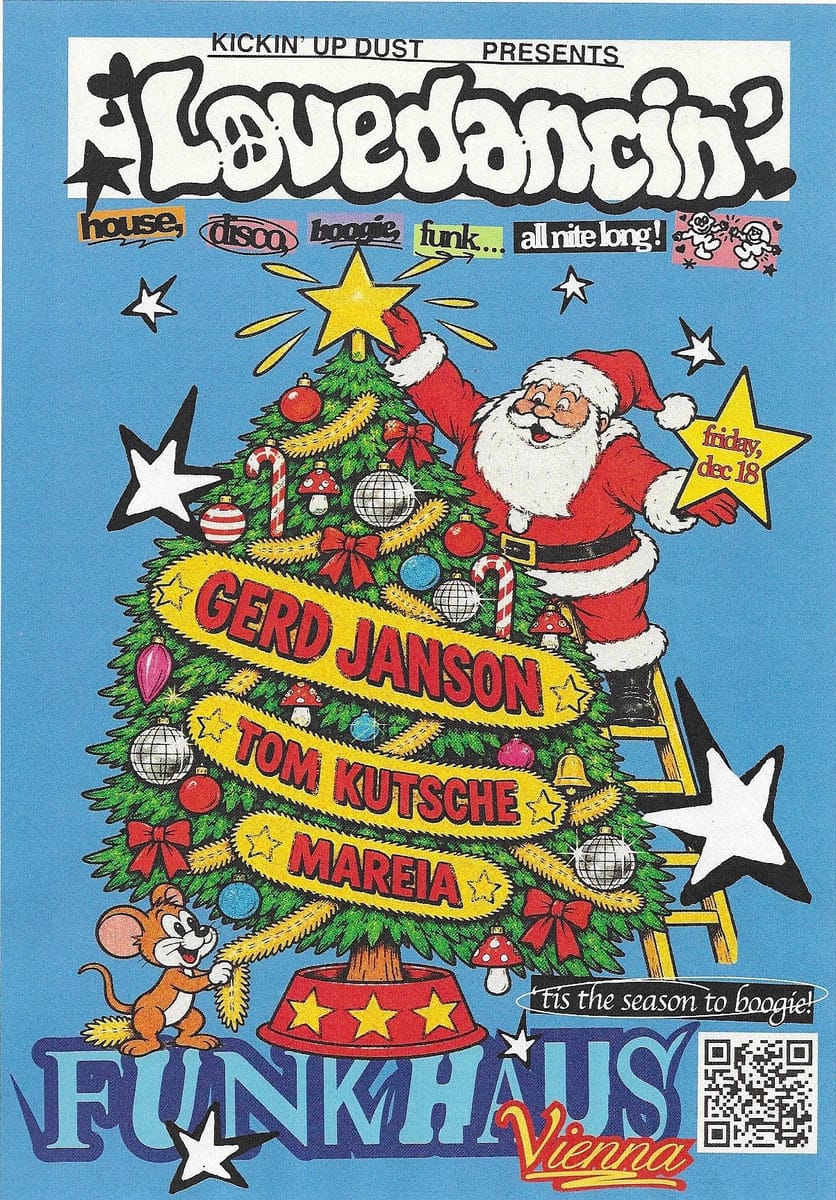 KICKIN' UP DUST PRESENTS
Lovedancin'
house, disco, boogie, funk... all nite long!
friday,
dec 18
GERD JANSON
TOM KUTSCHE
MAREIA
'tis the season to boogie!
FUNKHAUS
Vienna